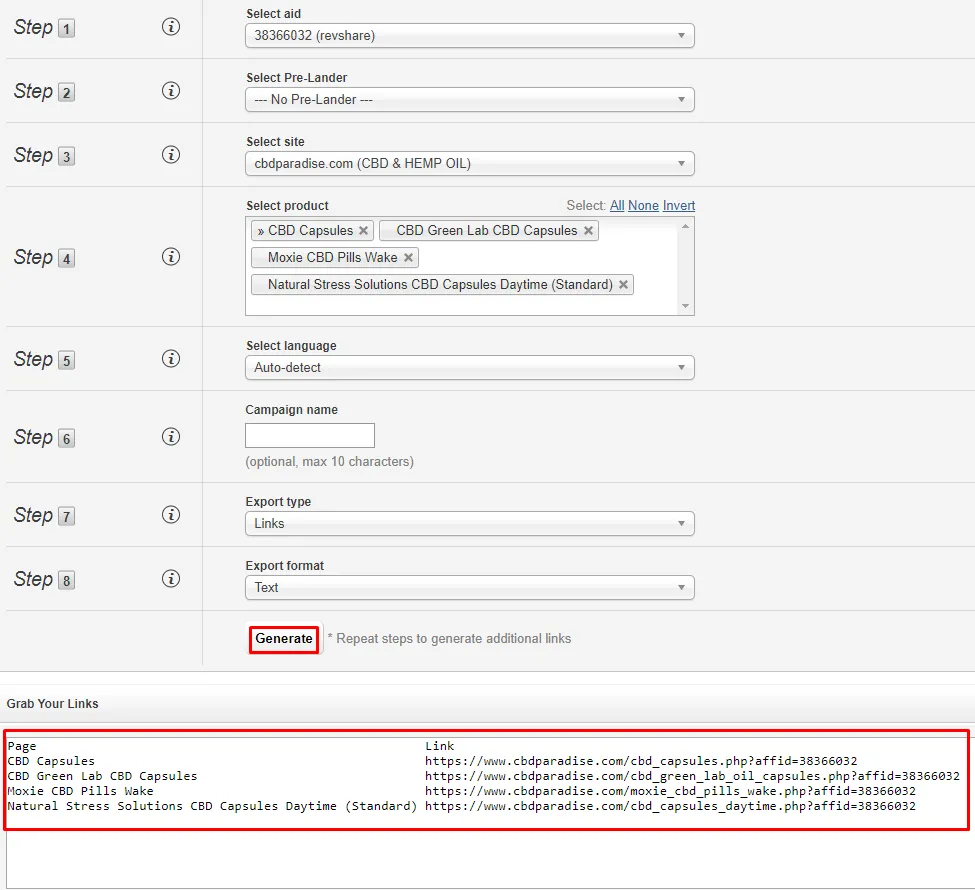 Step 1
Select aid
38366032 (revshare)
Step 2
Select Pre-Lander
--- No Pre-Lander ---
Step 3
Select site
cbdparadise.com (CBD & HEMP OIL)
Step 4
Select product
Select: All None Invert
» CBD Capsules
CBD Green Lab CBD Capsules
Moxie CBD Pills Wake
Natural Stress Solutions CBD Capsules Daytime (Standard)
Step 5
Select language
Auto-detect
Step 6
Campaign name
(optional, max 10 characters)
Step 7
Export type
Links
Step 8
Export format
Text
Generate * Repeat steps to generate additional links
Grab Your Links
Page Link
CBD Capsules https://www.cbdparadise.com/cbd_capsules.php?affid=38366032
CBD Green Lab CBD Capsules https://www.cbdparadise.com/cbd_green_lab_oil_capsules.php?affid=38366032
Moxie CBD Pills Wake https://www.cbdparadise.com/moxie_cbd_pills_wake.php?affid=38366032
Natural Stress Solutions CBD Capsules Daytime (Standard) https://www.cbdparadise.com/cbd_capsules_daytime.php?affid=38366032